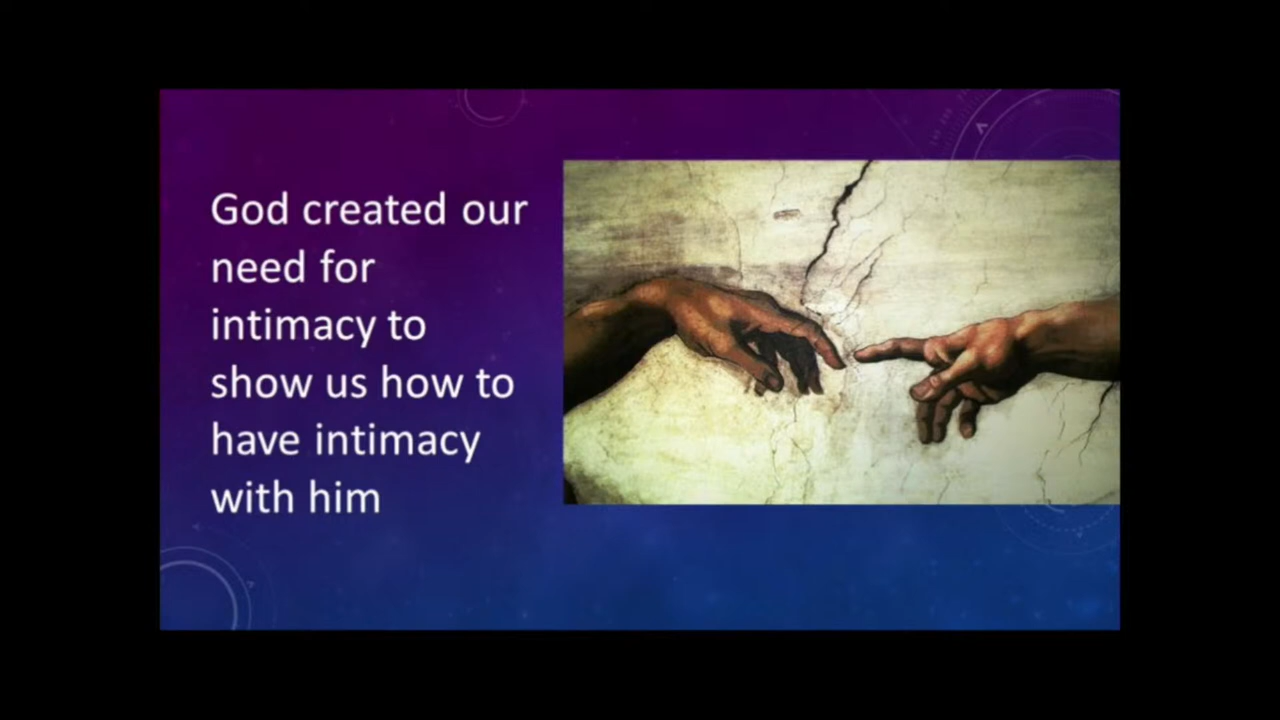 God created our
need for
intimacy to
show us how to
have intimacy
with him